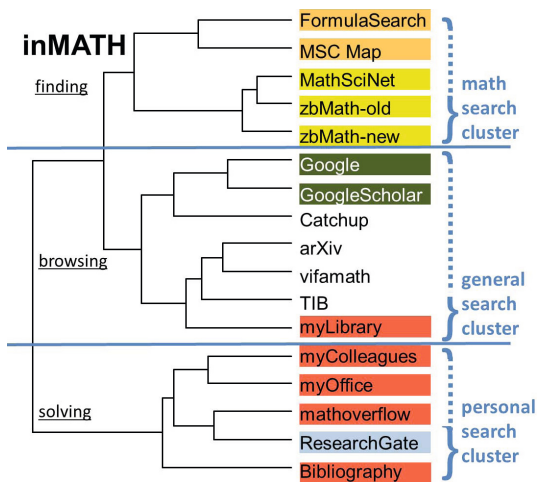 inMATH
finding
FormulaSearch
MSC Map
MathSciNet
zbMath-old
zbMath-new
math
search
cluster
browsing
Google
GoogleScholar
Catchup
arXiv
vifamath
TIB
myLibrary
general
search
cluster
solving
myColleagues
myOffice
mathoverflow
ResearchGate
Bibliography
personal
search
cluster